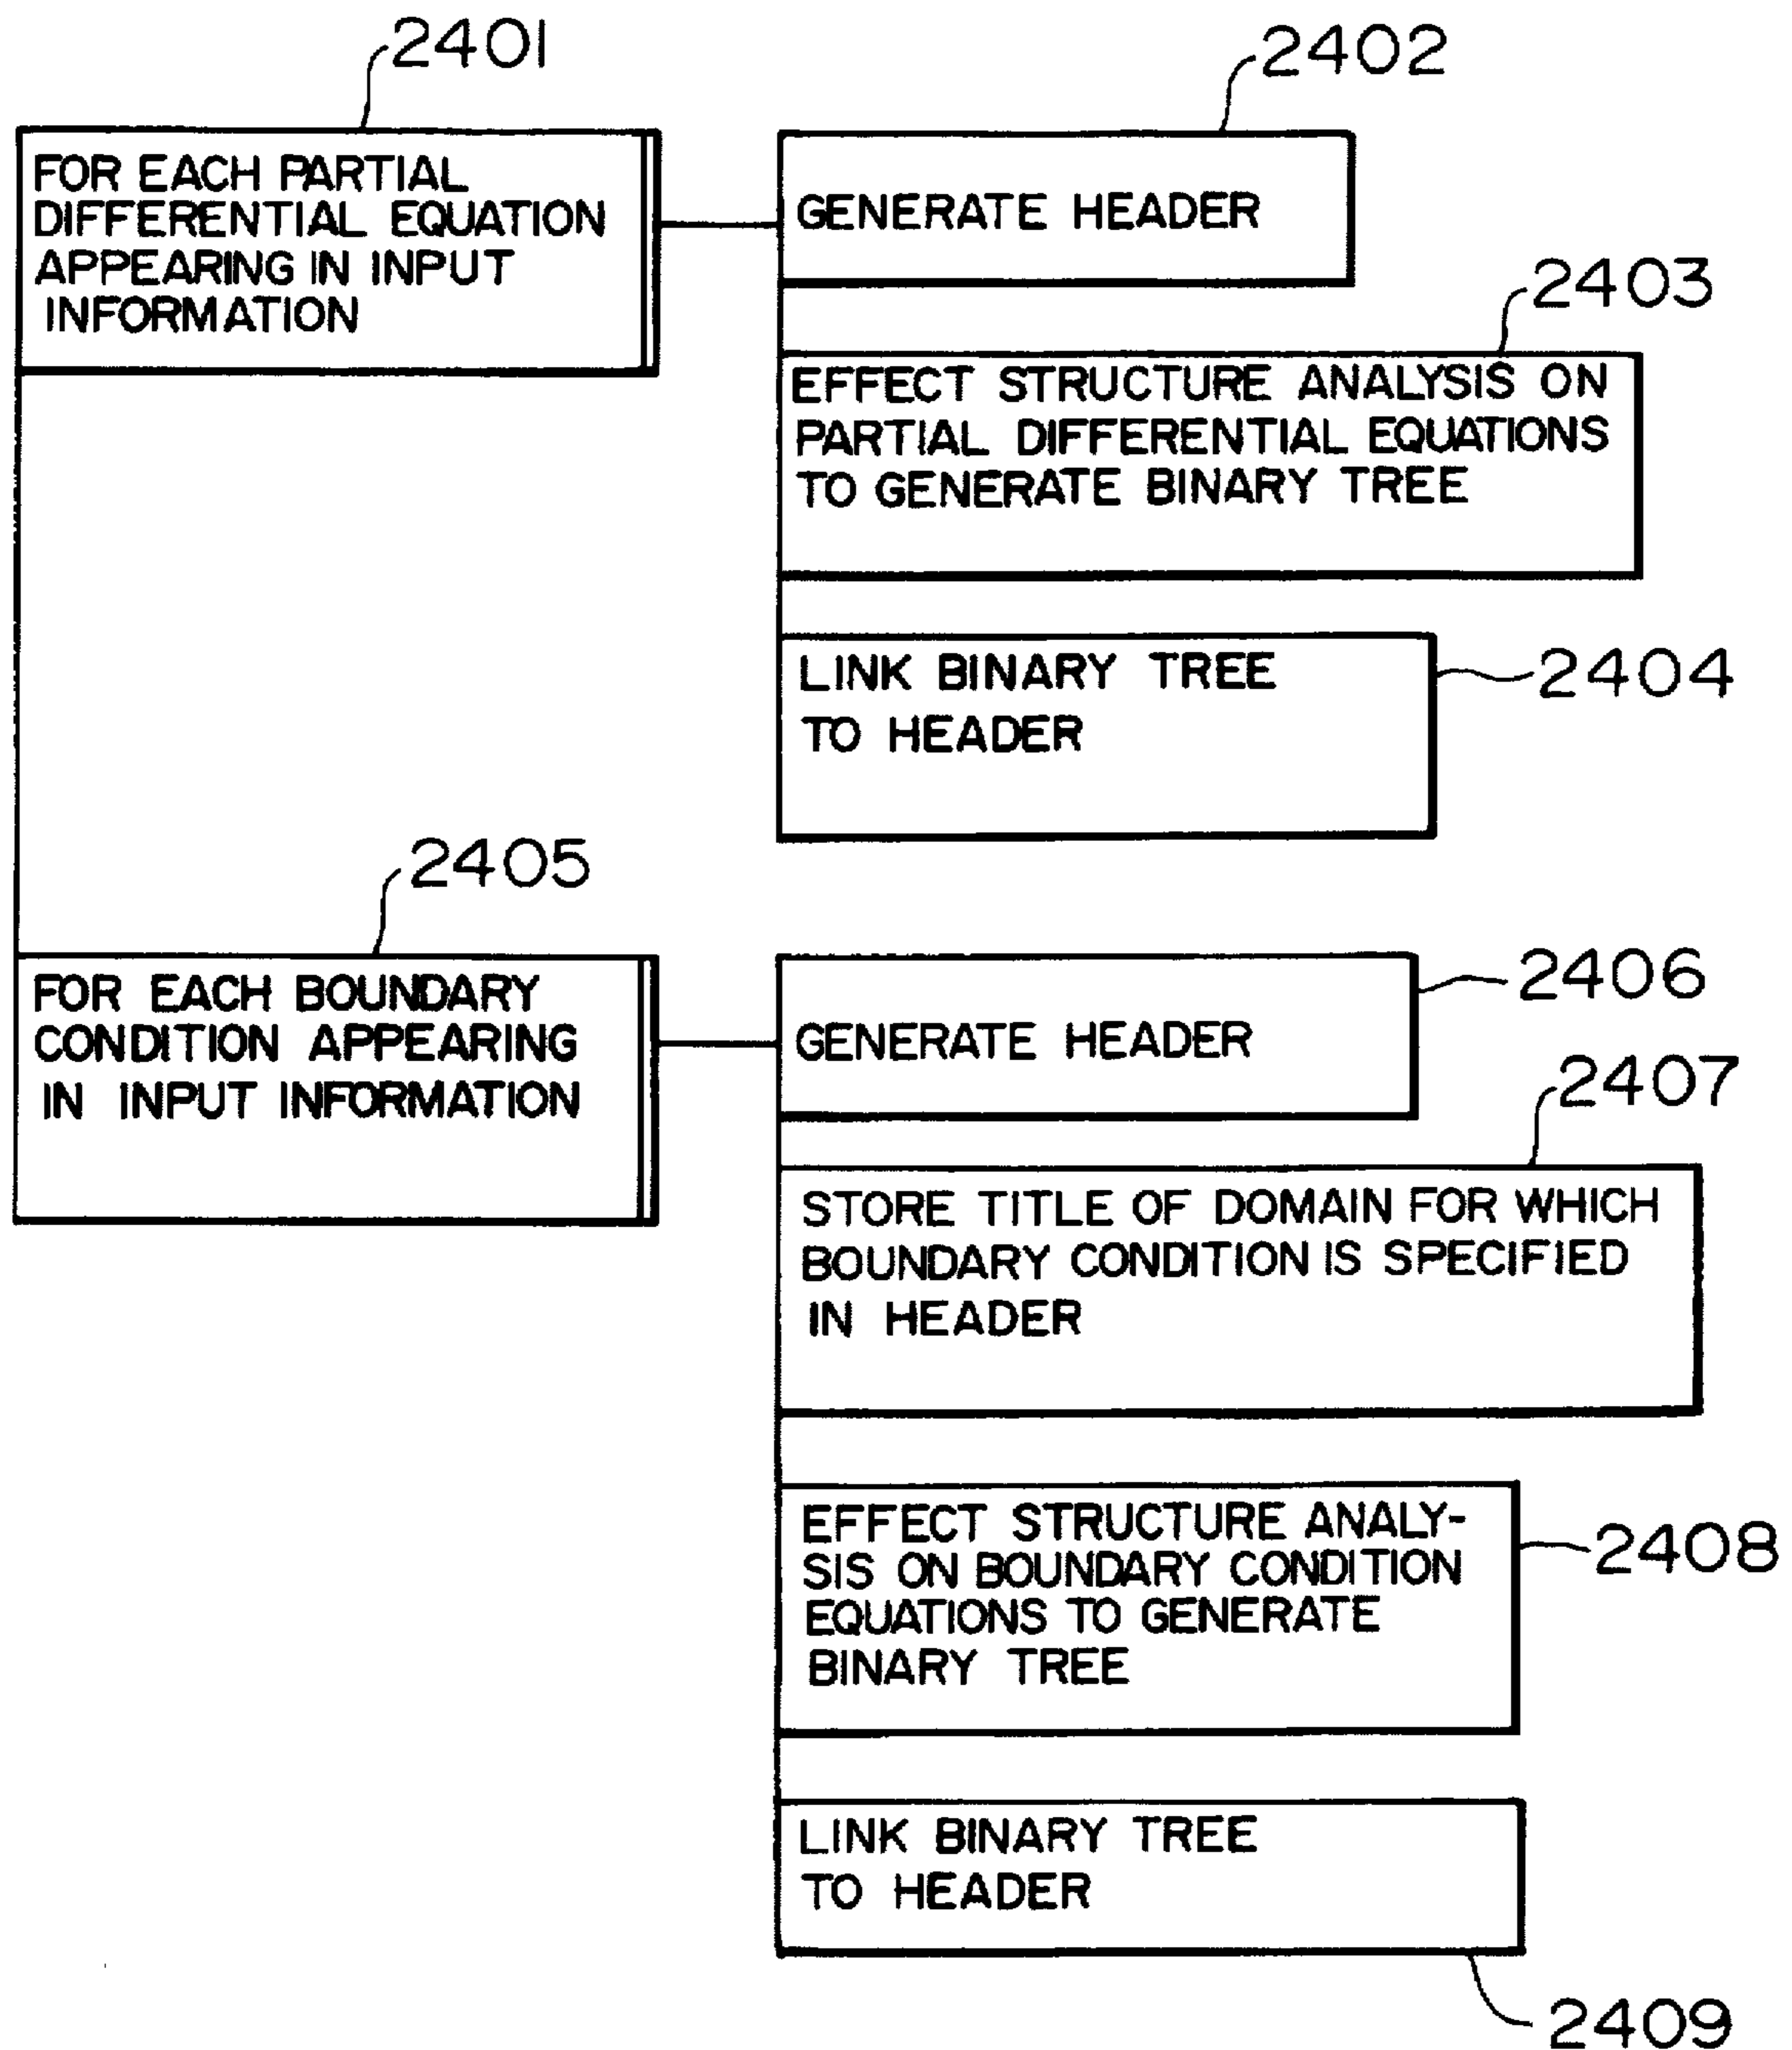 2401
FOR EACH PARTIAL
DIFFERENTIAL EQUATION
APPEARING IN INPUT
INFORMATION
2402
GENERATE HEADER
2403
EFFECT STRUCTURE ANALYSIS ON
PARTIAL DIFFERENTIAL EQUATIONS
TO GENERATE BINARY TREE
2404
LINK BINARY TREE
TO HEADER
2405
FOR EACH BOUNDARY
CONDITION APPEARING
IN INPUT INFORMATION
2406
GENERATE HEADER
2407
STORE TITLE OF DOMAIN FOR WHICH
BOUNDARY CONDITION IS SPECIFIED
IN HEADER
2408
EFFECT STRUCTURE ANALY-
SIS ON BOUNDARY CONDITION
EQUATIONS TO GENERATE
BINARY TREE
LINK BINARY TREE
TO HEADER
2409